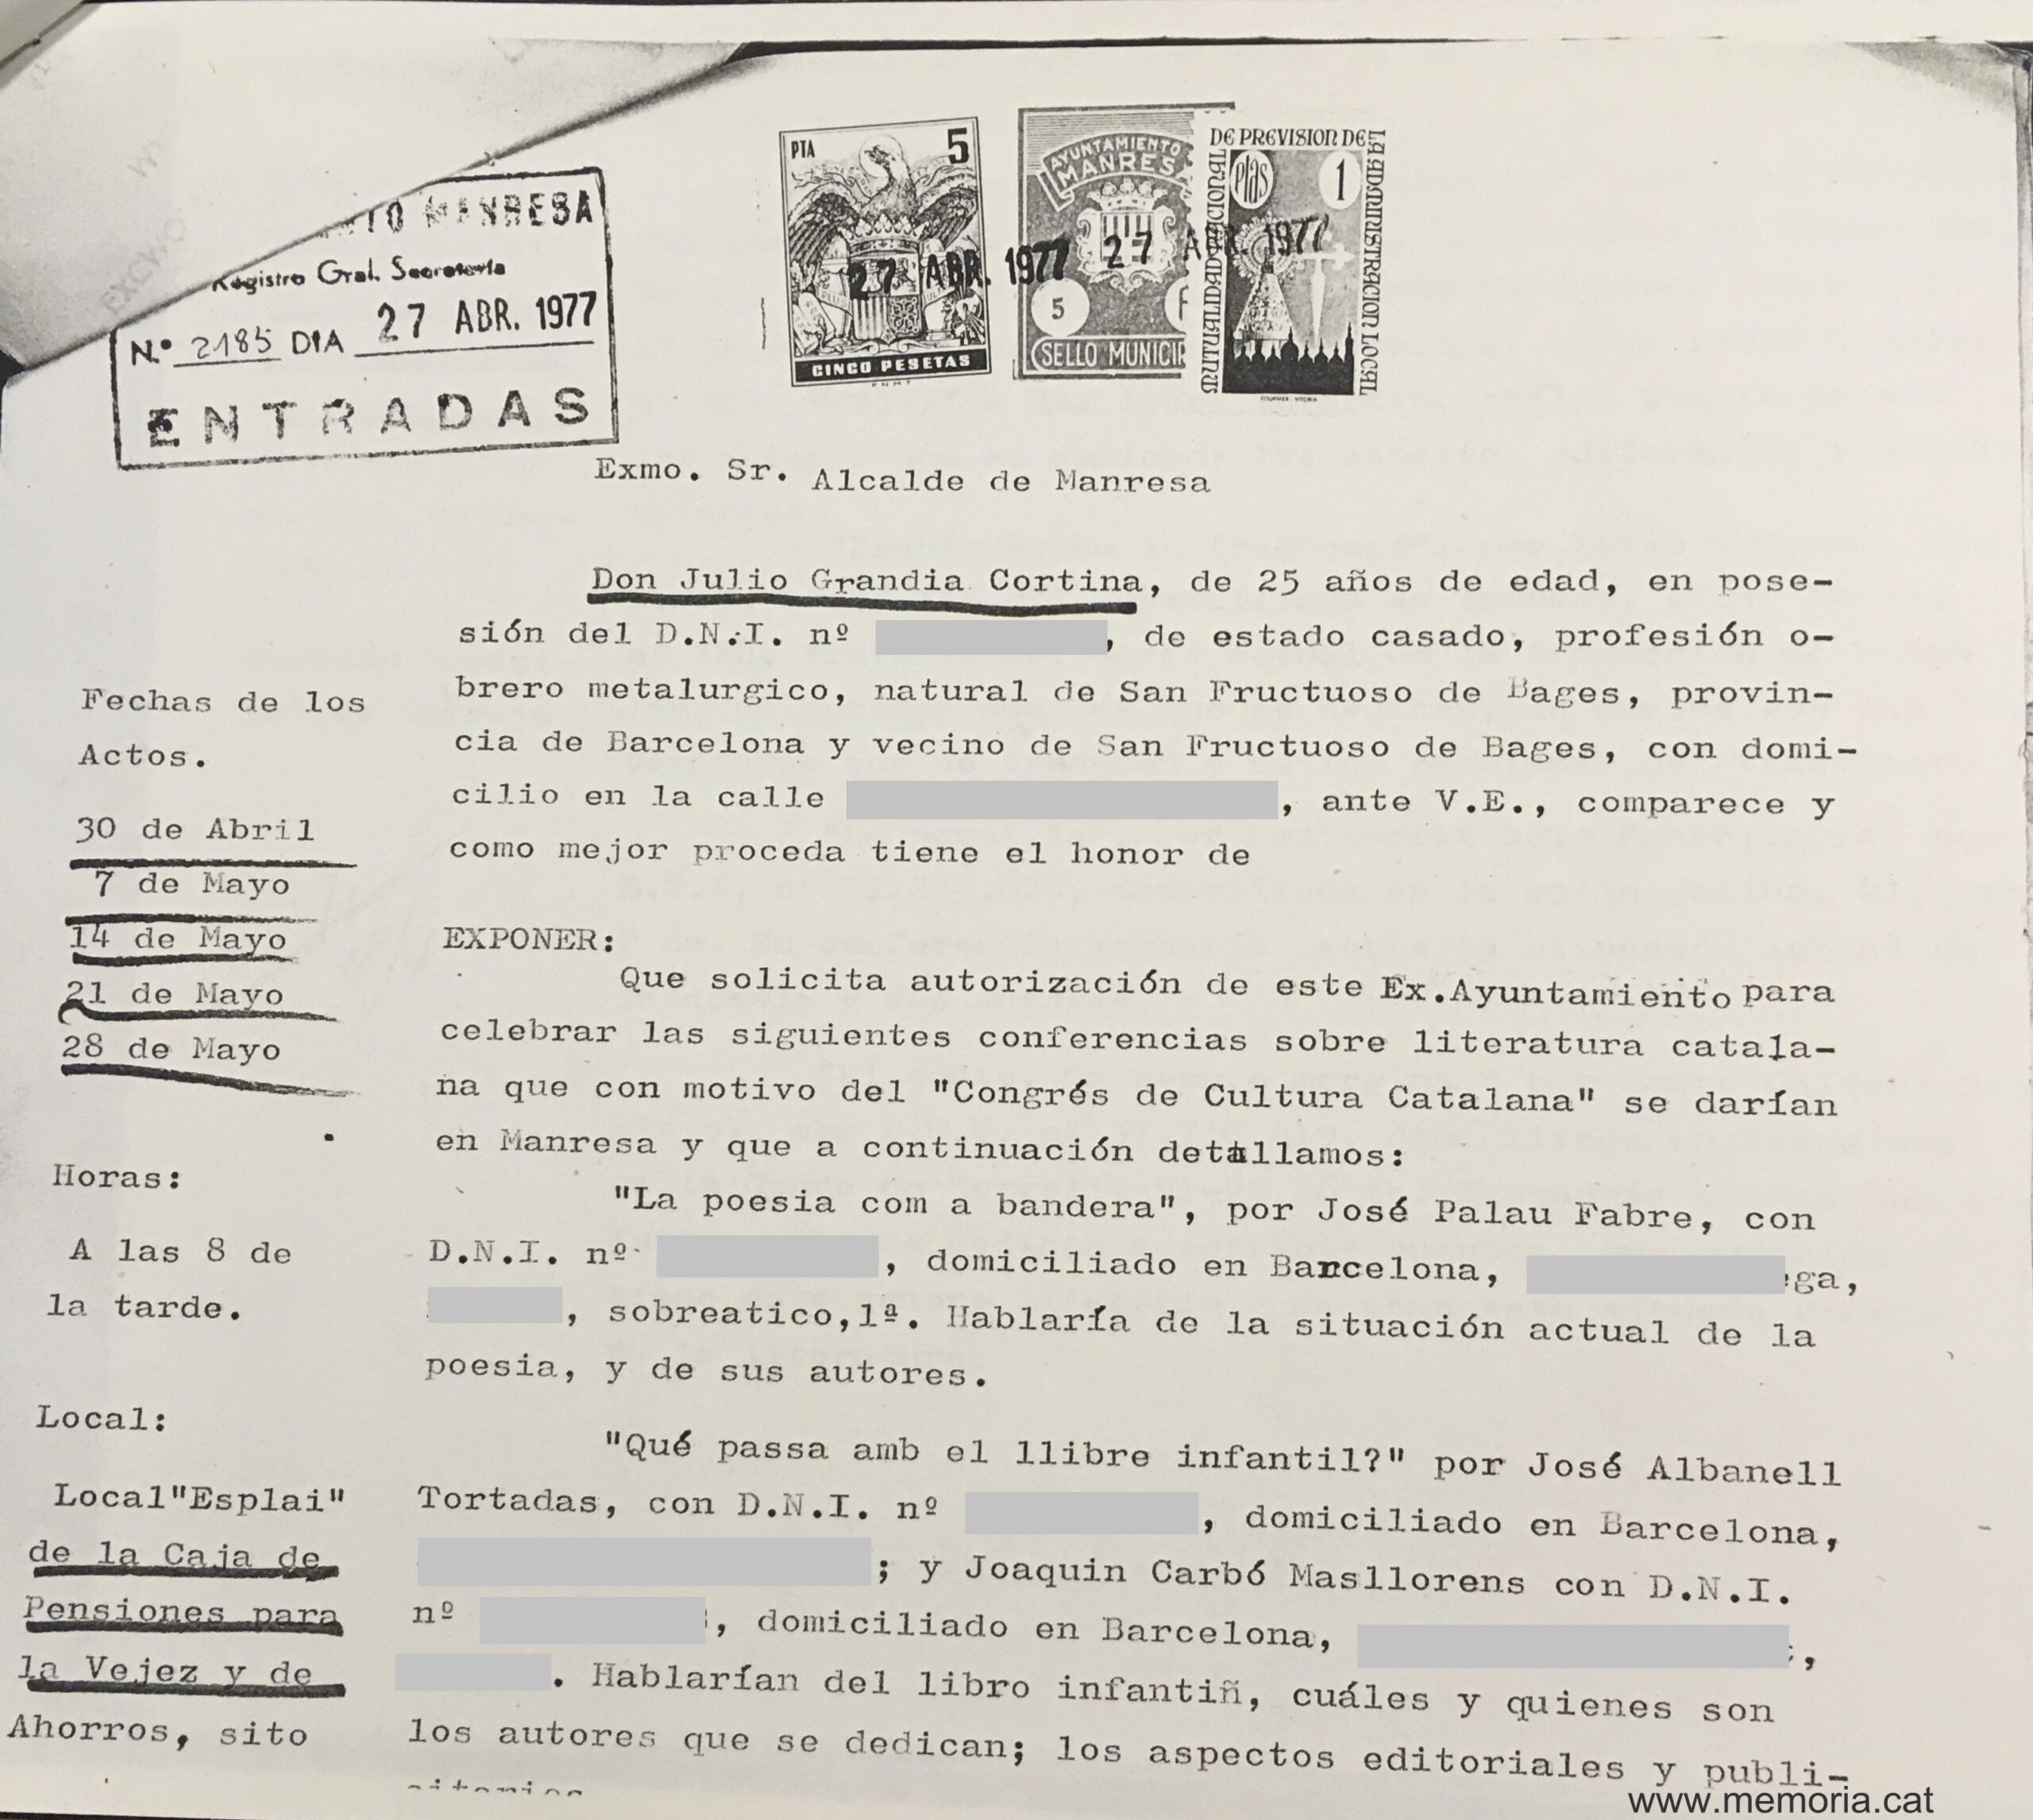 TO MANRESA
Registro Gral. Secretaría
N.º 2185 DIA 27 ABR. 1977
ENTRADAS
PTA 5
27 ABR. 1977
CINCO PESETAS
AYUNTAMIENTO
MANRES
27 ABR. 1977
5
SELLO MUNICIP
MUTUALIDAD NACIONAL
DE PREVISION DE
LA ADMINISTRACION LOCAL
Ptas 1
Exmo. Sr. Alcalde de Manresa
Don Julio Grandia Cortina, de 25 años de edad, en pose-
sión del D.N.I. nº , de estado casado, profesión o-
brero metalurgico, natural de San Fructuoso de Bages, provin-
cia de Barcelona y vecino de San Fructuoso de Bages, con domi-
cilio en la calle , ante V.E., comparece y
como mejor proceda tiene el honor de
EXPONER:
Que solicita autorización de este Ex.Ayuntamiento para
celebrar las siguientes conferencias sobre literatura catala-
na que con motivo del "Congrés de Cultura Catalana" se darían
en Manresa y que a continuación detallamos:
"La poesia com a bandera", por José Palau Fabre, con
D.N.I. nº , domiciliado en Barcelona, ega,
, sobreatico,1ª. Hablaría de la situación actual de la
poesia, y de sus autores.
"Qué passa amb el llibre infantil?" por José Albanell
Tortadas, con D.N.I. nº , domiciliado en Barcelona,
; y Joaquin Carbó Masllorens con D.N.I.
nº , domiciliado en Barcelona, ,
. Hablarían del libro infantiñ, cuáles y quienes son
los autores que se dedican; los aspectos editoriales y publi-
Fechas de los
Actos.
30 de Abril
7 de Mayo
14 de Mayo
21 de Mayo
28 de Mayo
Horas:
A las 8 de
la tarde.
Local:
Local"Esplai"
de la Caja de
Pensiones para
la Vejez y de
Ahorros, sito
www.memoria.cat